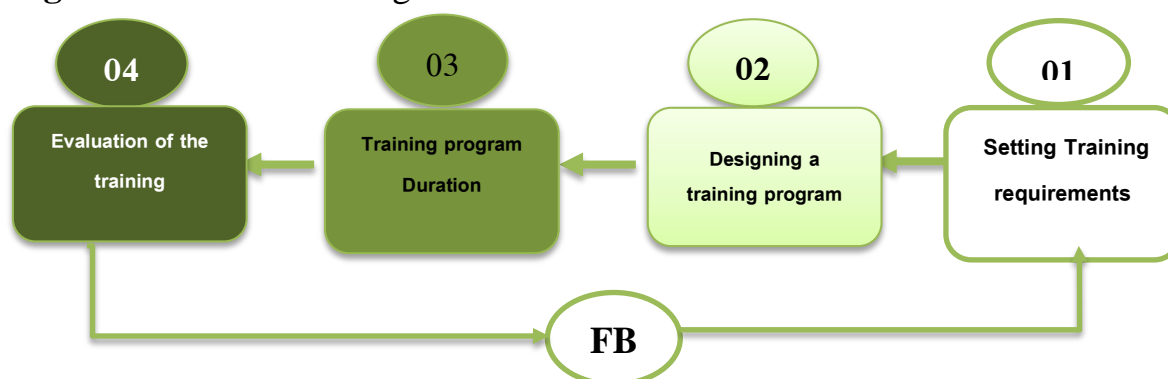 04
Evaluation of the
training
03
Training program
Duration
02
Designing a
training program
01
Setting Training
requirements
FB